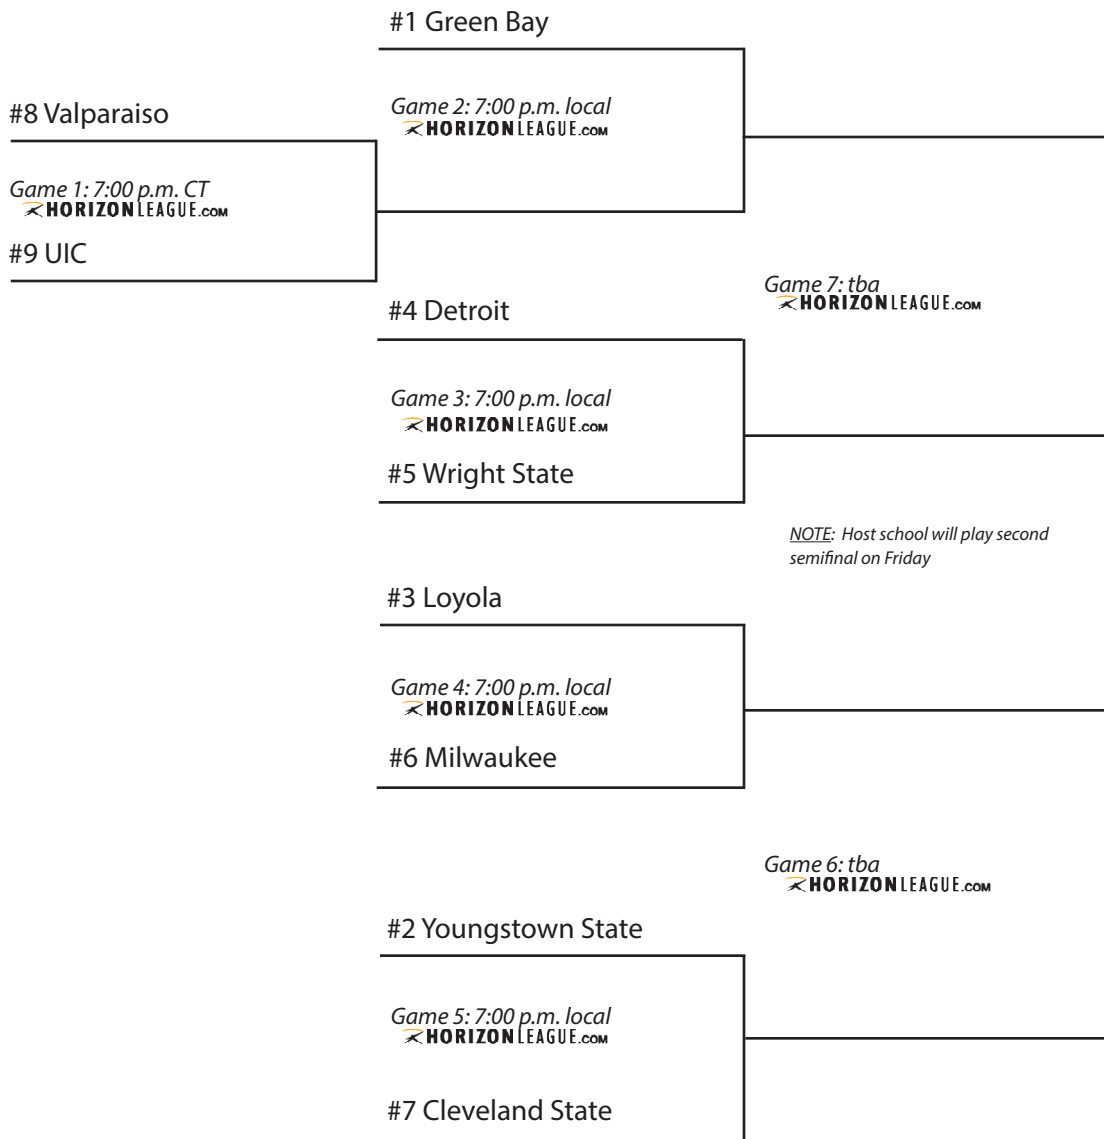 #1 Green Bay
Game 2: 7:00 p.m. local
HORIZONLEAGUE.COM
#8 Valparaiso
Game 1: 7:00 p.m. CT
HORIZONLEAGUE.COM
#9 UIC
#4 Detroit
Game 7: tba
HORIZONLEAGUE.COM
Game 3: 7:00 p.m. local
HORIZONLEAGUE.COM
#5 Wright State
NOTE: Host school will play second
semifinal on Friday
#3 Loyola
Game 4: 7:00 p.m. local
HORIZONLEAGUE.COM
#6 Milwaukee
Game 6: tba
HORIZONLEAGUE.COM
#2 Youngstown State
Game 5: 7:00 p.m. local
HORIZONLEAGUE.COM
#7 Cleveland State